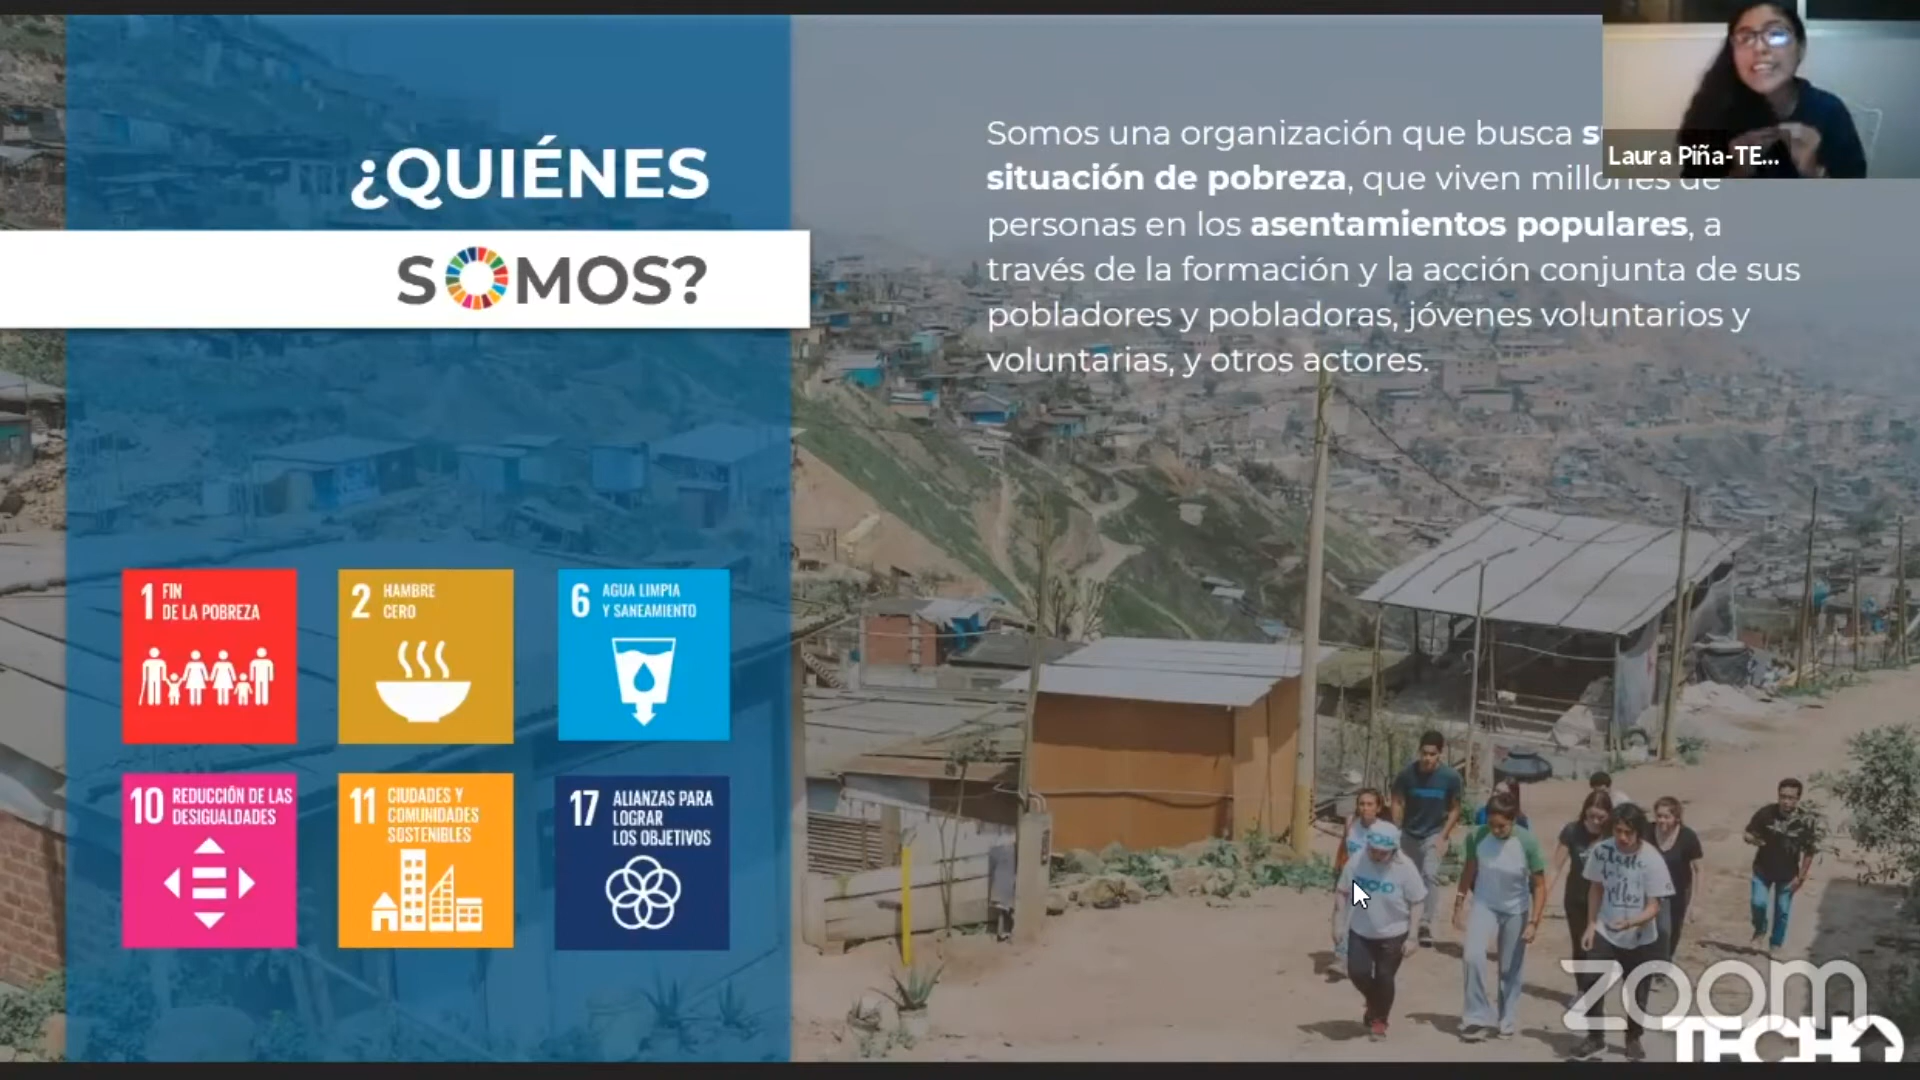 ¿QUIÉNES
SOMOS?
Somos una organización que busca
situación de pobreza, que viven millones de
personas en los asentamientos populares, a
través de la formación y la acción conjunta de sus
pobladores y pobladoras, jóvenes voluntarios y
voluntarias, y otros actores.
Laura Piña-TE...
1 FIN
DE LA POBREZA
2 HAMBRE
CERO
6 AGUA LIMPIA
Y SANEAMIENTO
10 REDUCCIÓN DE LAS
DESIGUALDADES
11 CIUDADES Y
COMUNIDADES
SOSTENIBLES
17 ALIANZAS PARA
LOGRAR
LOS OBJETIVOS
TECHO
zoom
TECHO